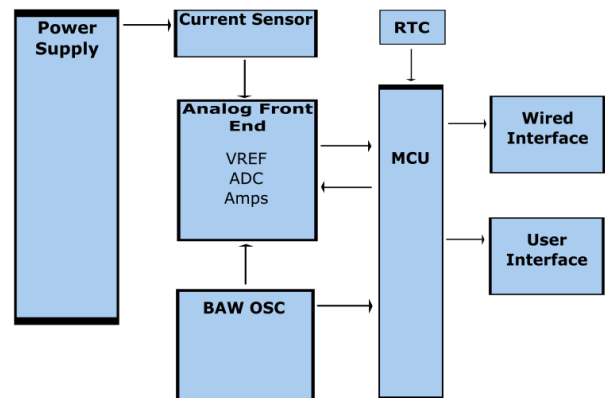 Power
Supply
Current Sensor
RTC
Analog Front
End
VREF
ADC
Amps
MCU
Wired
Interface
User
Interface
BAW OSC